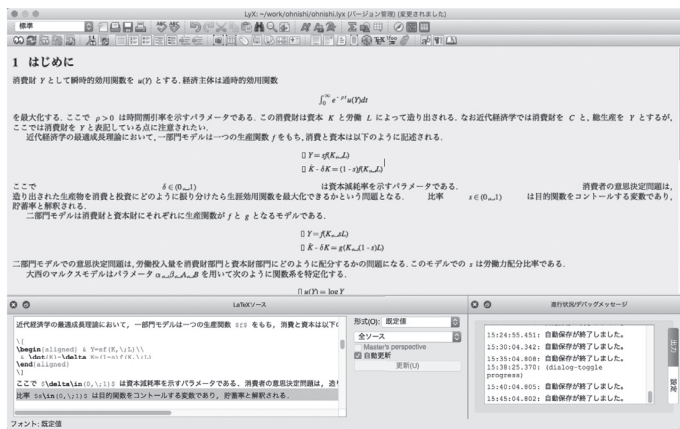 LyX: ~/work/ohnishi/ohnishi.lyx (バージョン管理) (変更されました)
標準
1 はじめに
消費財 Y として瞬時的効用関数を u(Y) とする. 経済主体は通時的効用関数
∫₀^∞ e^{-ρt}u(Y)dt
を最大化する. ここで ρ>0 は時間割引率を示すパラメータである. この消費財は資本 K と労働 L によって造り出される. なお近代経済学では消費財を C と, 総生産を Y とするが,
ここでは消費財を Y と表記している点に注意されたい.
近代経済学の最適成長理論において, 一部門モデルは一つの生産関数 f をもち, 消費と資本は以下のように記述される.
Y = sf(K,L)
K̇ - δK = (1-s)f(K,L)
ここで δ∈(0,1) は資本減耗率を示すパラメータである. 消費者の意思決定問題は,
造り出された生産物を消費と投資にどのように振り分けたら生涯効用関数を最大化できるかという問題となる. 比率 s∈(0,1) は目的関数をコントールする変数であり,
貯蓄率と解釈される.
二部門モデルは消費財と資本財にそれぞれに生産関数が f と g となるモデルである.
Y = f(K,sL)
K̇ - δK = g(K,(1-s)L)
二部門モデルでの意思決定問題は, 労働投入量を消費財部門と資本財部門にどのように配分するかの問題になる. このモデルでの s は労働力配分比率である.
大西のマルクスモデルはパラメータ α,β,A,B を用いて次のように関数系を特定化する.
u(Y) = log Y
LaTeXソース
進行状況/デバッグメッセージ
近代経済学の最適成長理論において, 一部門モデルは一つの生産関数 $f$ をもち, 消費と資本は以下の
\[
\begin{aligned} & Y=sf(K,\;L)\\
& \dot{K}-\delta K=(1-s)f(K,\;L)
\end{aligned}
\]
ここで $\delta\in(0,\;1)$ は資本減耗率を示すパラメータである. 消費者の意思決定問題は,
比率 $s\in(0,\;1)$ は目的関数をコントールする変数であり, 貯蓄率と解釈される.
形式(O): 既定値
全ソース
Master's perspective
自動更新
更新(U)
15:24:55.451: 自動保存が終了しました.
15:30:04.342: 自動保存が終了しました.
15:35:04.808: 自動保存が終了しました.
15:38:25.370: (dialog-toggle
progress)
15:40:04.805: 自動保存が終了しました.
15:45:04.802: 自動保存が終了しました.
出力
設定
フォント: 既定値